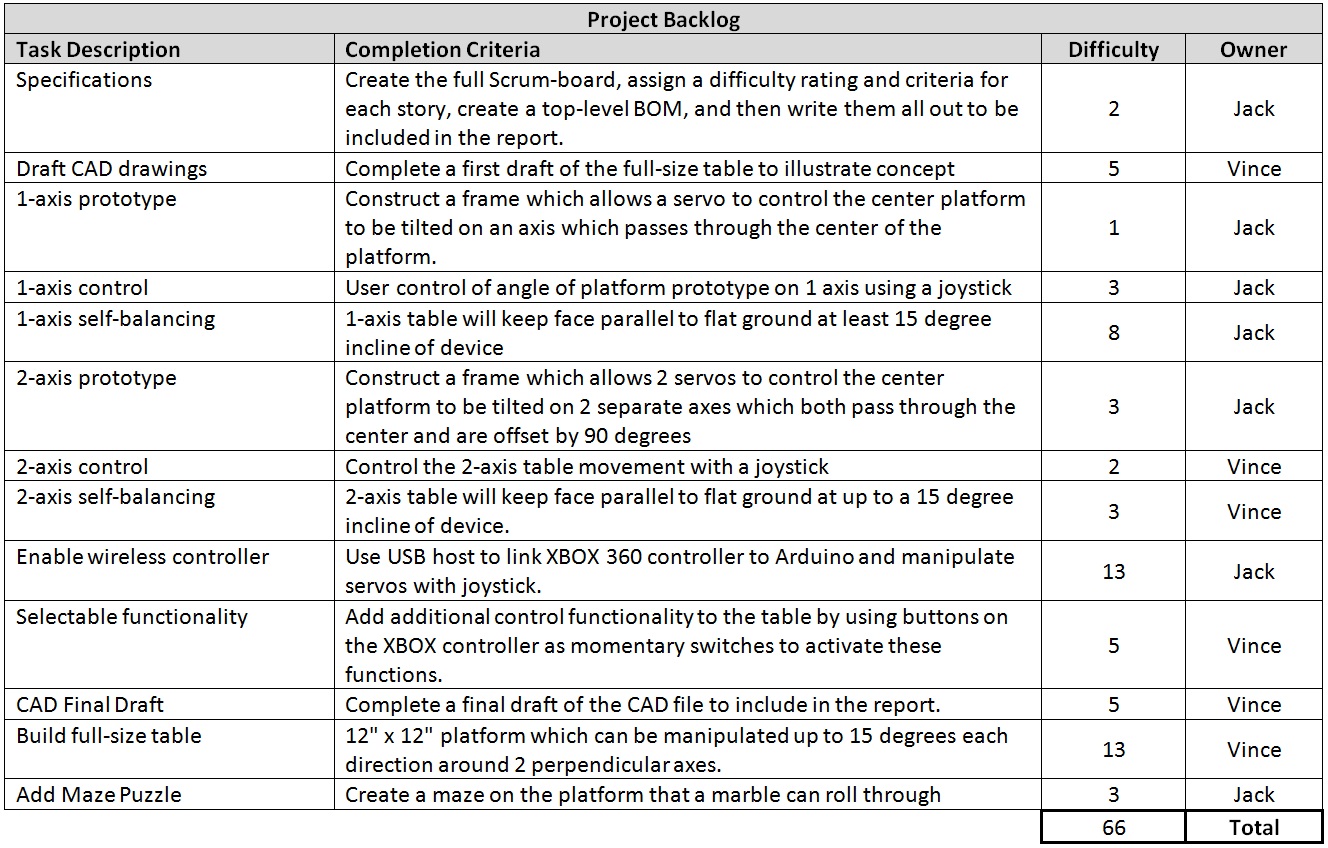 Project Backlog
Task Description Completion Criteria Difficulty Owner
Specifications Create the full Scrum-board, assign a difficulty rating and criteria for
each story, create a top-level BOM, and then write them all out to be
included in the report.
2 Jack
Draft CAD drawings Complete a first draft of the full-size table to illustrate concept 5 Vince
1-axis prototype Construct a frame which allows a servo to control the center platform
to be tilted on an axis which passes through the center of the
platform.
1 Jack
1-axis control User control of angle of platform prototype on 1 axis using a joystick 3 Jack
1-axis self-balancing 1-axis table will keep face parallel to flat ground at least 15 degree
incline of device
8 Jack
2-axis prototype Construct a frame which allows 2 servos to control the center
platform to be tilted on 2 separate axes which both pass through the
center and are offset by 90 degrees
3 Jack
2-axis control Control the 2-axis table movement with a joystick 2 Vince
2-axis self-balancing 2-axis table will keep face parallel to flat ground at up to a 15 degree
incline of device.
3 Vince
Enable wireless controller Use USB host to link XBOX 360 controller to Arduino and manipulate
servos with joystick.
13 Jack
Selectable functionality Add additional control functionality to the table by using buttons on
the XBOX controller as momentary switches to activate these
functions.
5 Vince
CAD Final Draft Complete a final draft of the CAD file to include in the report. 5 Vince
Build full-size table 12" x 12" platform which can be manipulated up to 15 degrees each
direction around 2 perpendicular axes.
13 Vince
Add Maze Puzzle Create a maze on the platform that a marble can roll through 3 Jack
66 Total